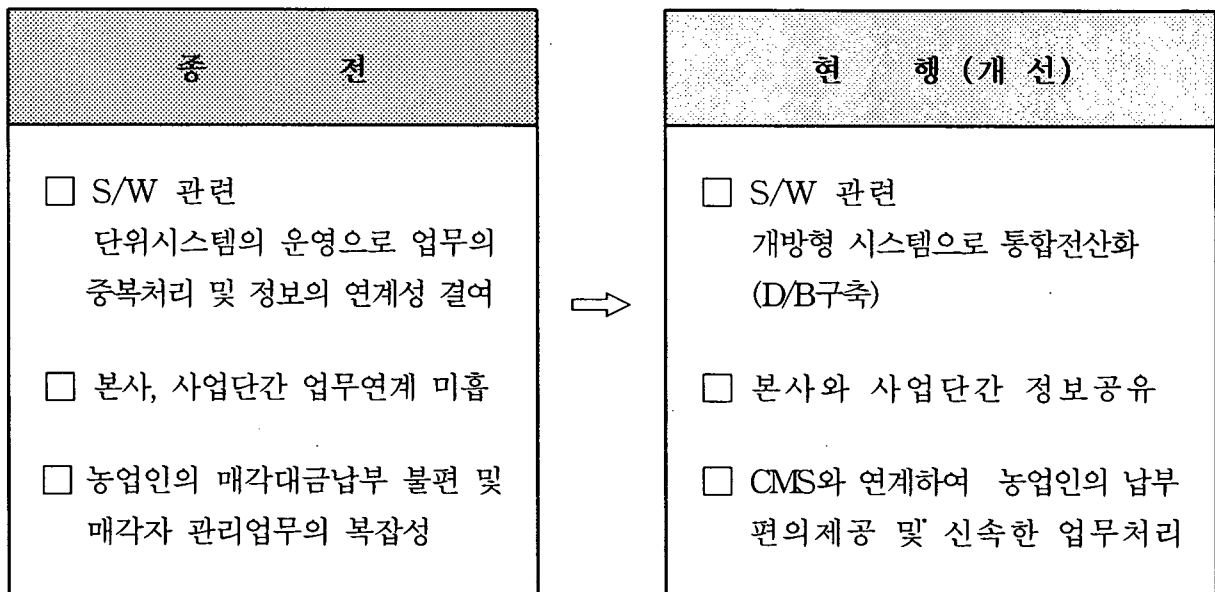 종 전
□ S/W 관련
단위시스템의 운영으로 업무의
중복처리 및 정보의 연계성 결여
□ 본사, 사업단간 업무연계 미흡
□ 농업인의 매각대금납부 불편 및
매각자 관리업무의 복잡성
⇨
현 행 (개 선)
□ S/W 관련
개방형 시스템으로 통합전산화
(D/B구축)
□ 본사와 사업단간 정보공유
□ CMS와 연계하여 농업인의 납부
편의제공 및 신속한 업무처리